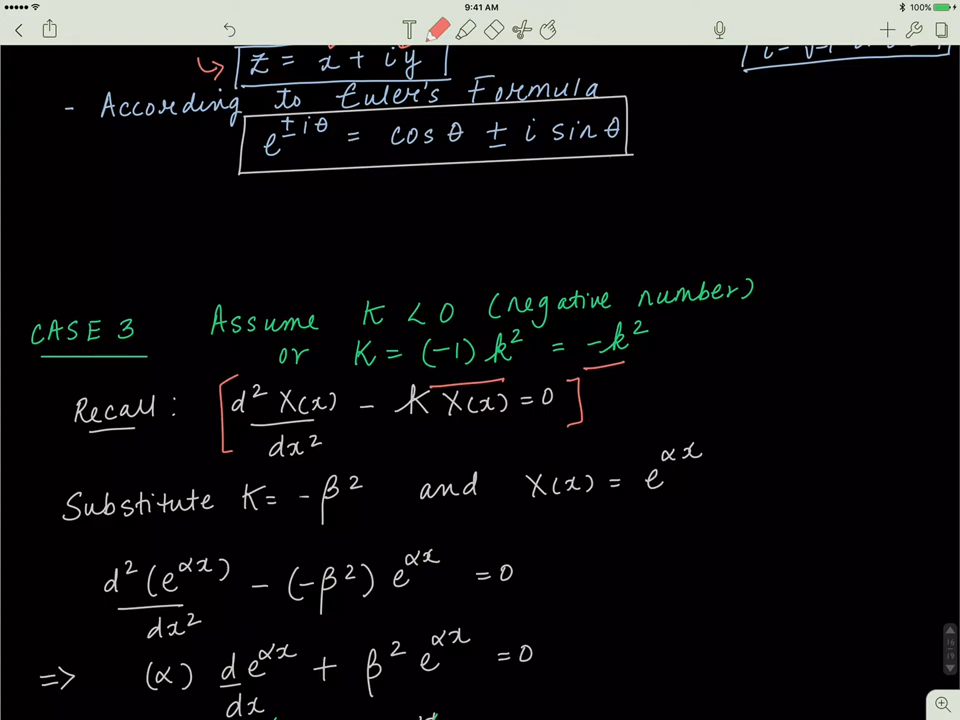 9:41 AM
100%
T
z = x + iy
- According to Euler's Formula
e^{±iθ} = cos θ ± i sin θ
CASE 3 Assume K < 0 (negative number)
or K = (-1) k² = -k²
Recall : [ d² X(x)/dx² - K X(x) = 0 ]
Substitute K = -β² and X(x) = e^{αx}
d²(e^{αx})/dx² - (-β²) e^{αx} = 0
=> (α) d e^{αx}/dx + β² e^{αx} = 0